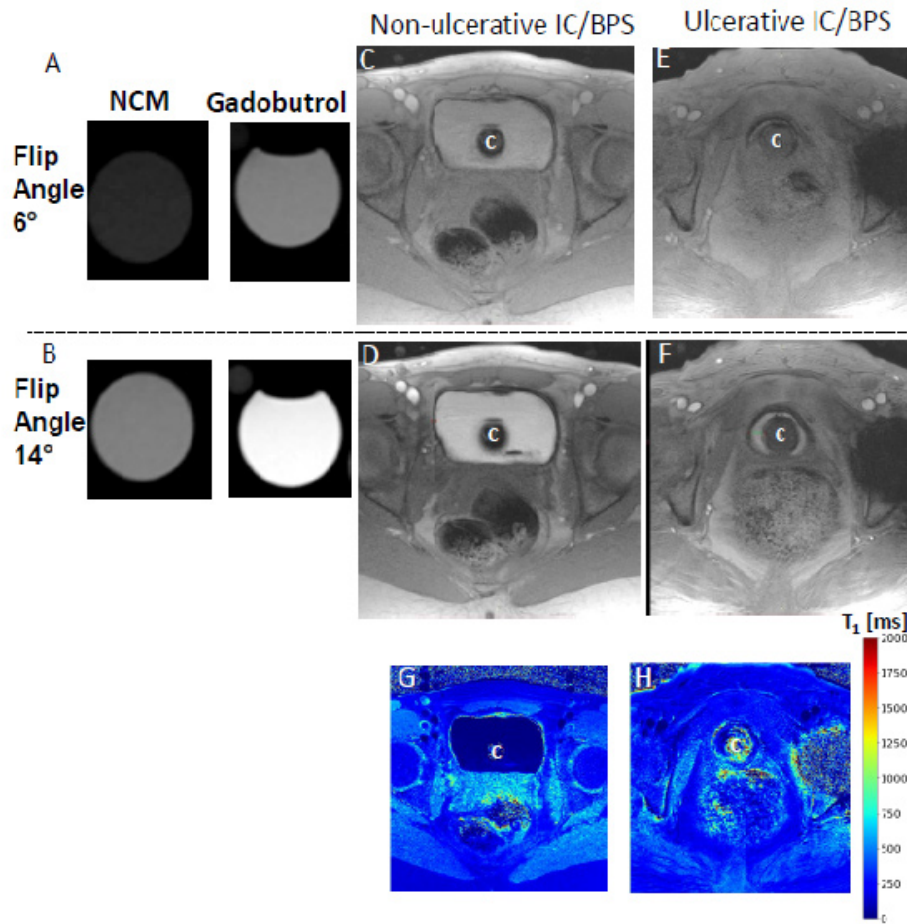 Non-ulcerative IC/BPS Ulcerative IC/BPS
A
C
E
NCM Gadobutrol
Flip
Angle
6°
C
C
B
D
F
Flip
Angle
14°
C
C
T1 [ms]
G
H
C
C
2000
1750
1500
1250
1000
750
500
250
0